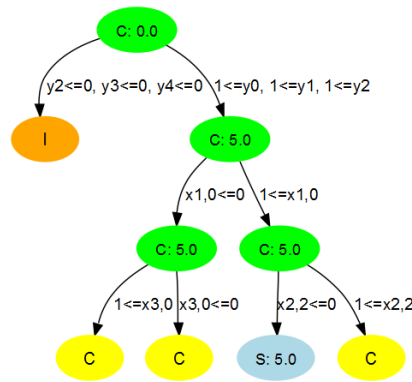 C: 0.0
y2<=0, y3<=0, y4<=0 1<=y0, 1<=y1, 1<=y2
I
C: 5.0
x1,0<=0 1<=x1,0
C: 5.0 C: 5.0
1<=x3,0 x3,0<=0 x2,2<=0 1<=x2,2
C C S: 5.0 C